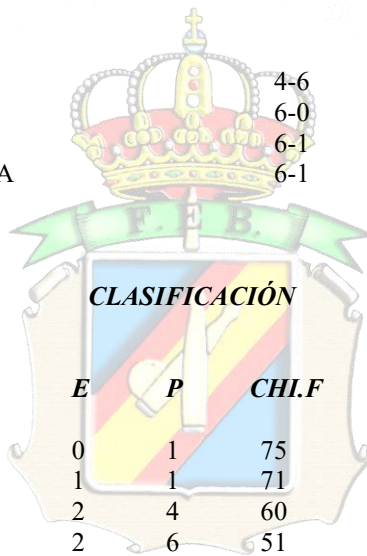 4-6
6-0
6-1
A 6-1
F. E B.
CLASIFICACIÓN
E P CHI.F
0 1 75
1 1 71
2 4 60
2 6 51